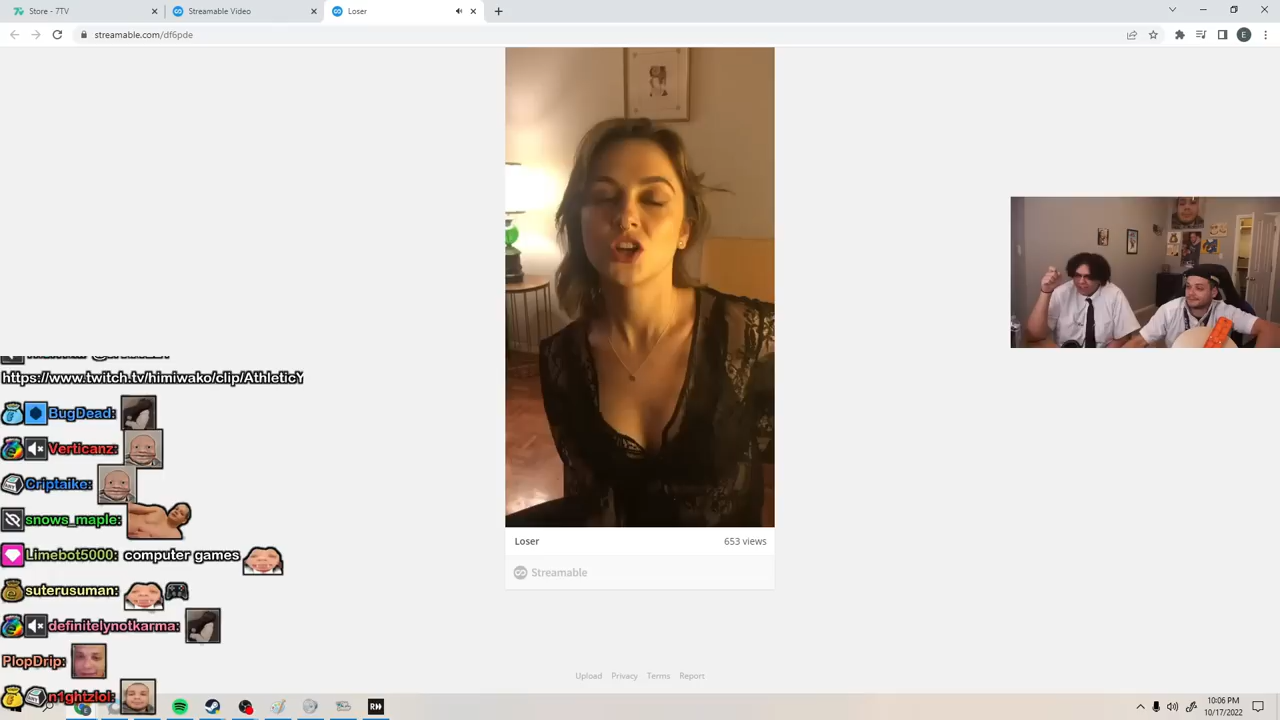 Store - 7TV
Streamable Video
Loser
streamable.com/df6pde
E
https://www.twitch.tv/himiwako/clip/AthleticY
BugDead:
Verticanz:
Criptaike:
snows_maple:
Limebot5000: computer games
suterusuman:
definitelynotkarma:
PlopDrip:
n1ghtzlol:
Loser
653 views
Streamable
Upload Privacy Terms Report
10:06 PM
10/17/2022